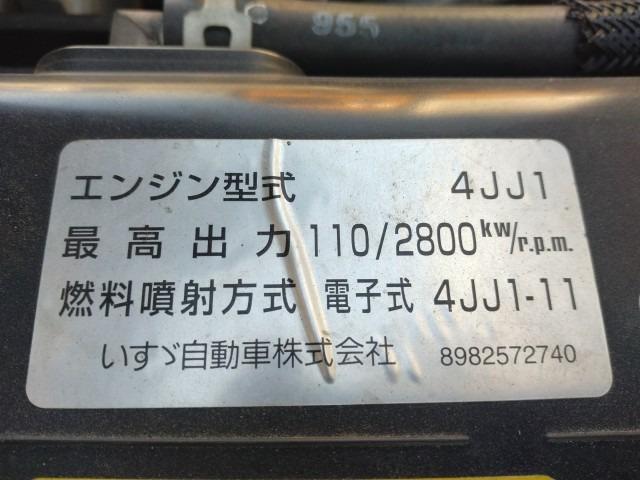 955
エンジン型式 4JJ1
最高出力 110/2800kw/r.p.m.
燃料噴射方式 電子式 4JJ1-11
いすゞ自動車株式会社 8982572740